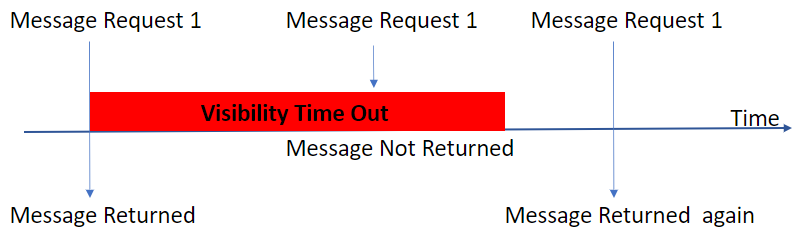 Message Request 1
Message Request 1
Message Request 1
Visibility Time Out
Time
Message Not Returned
Message Returned
Message Returned again